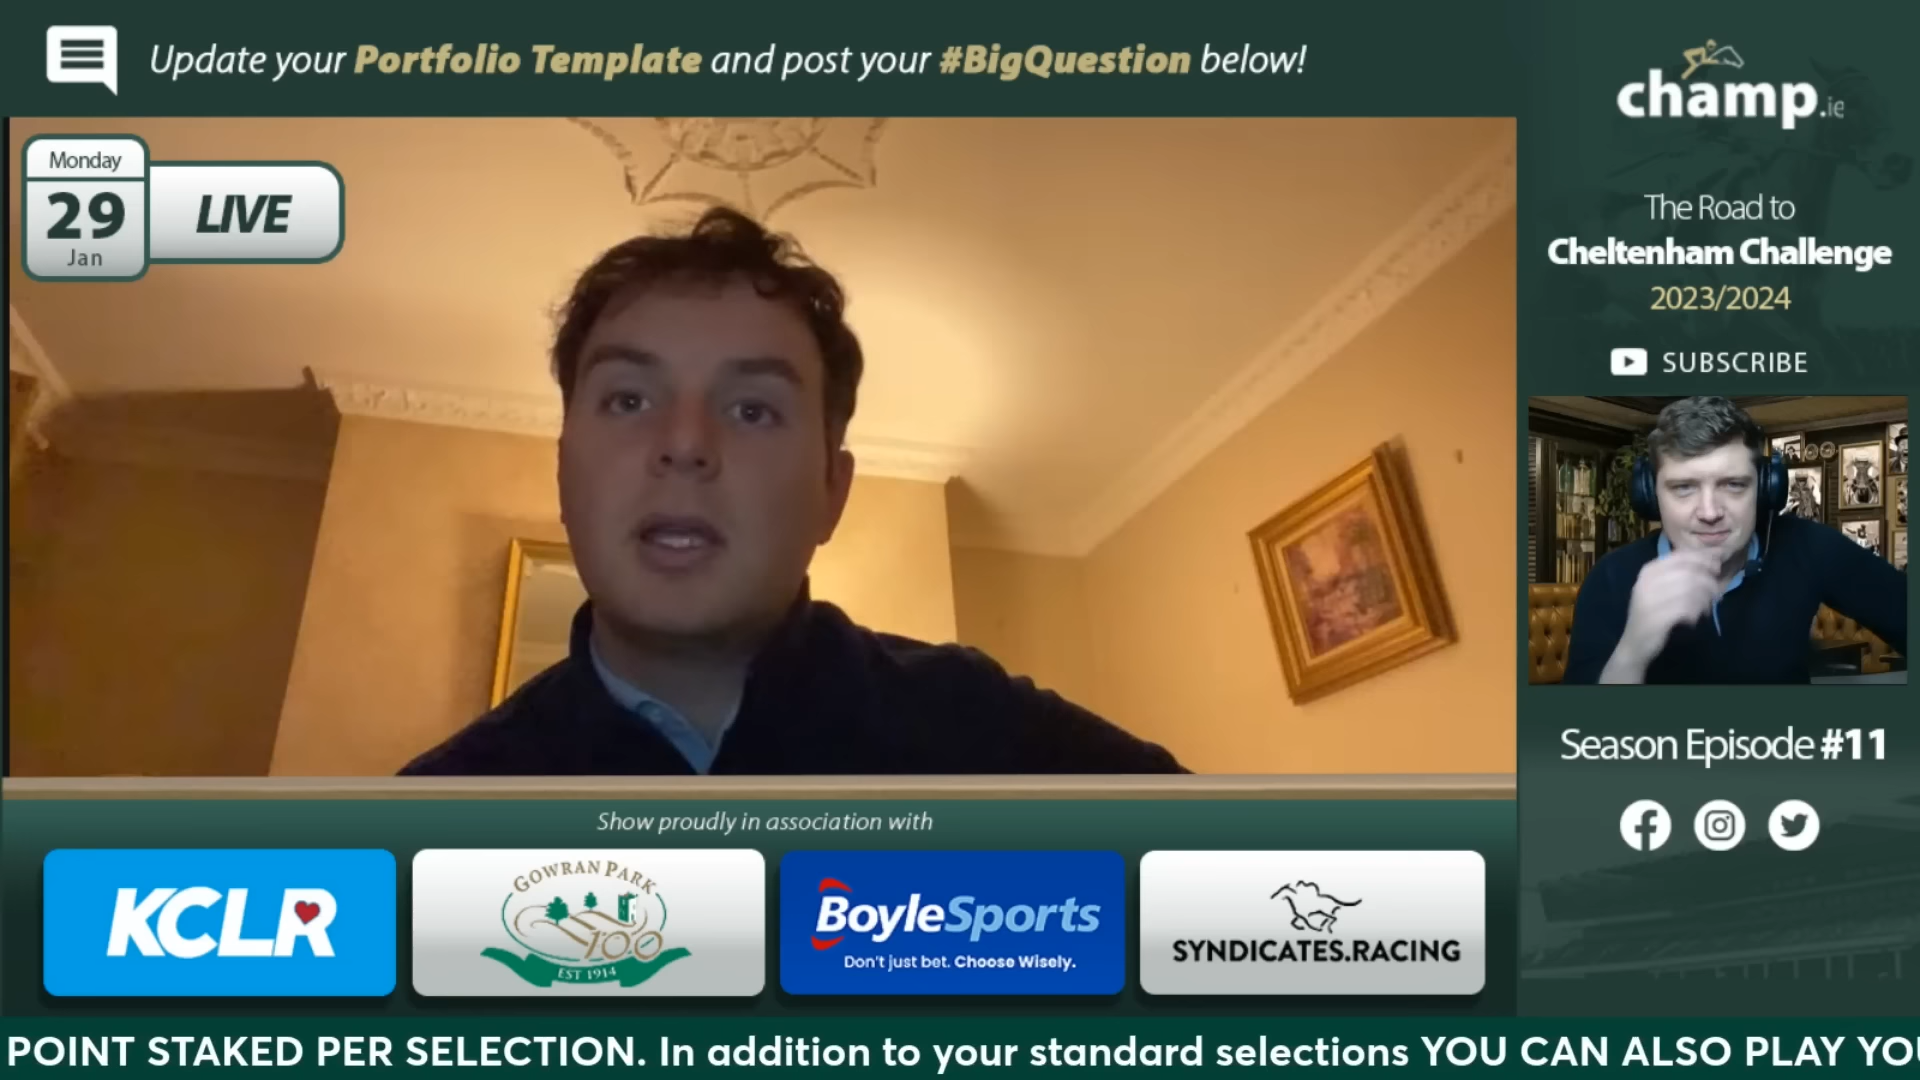 Update your Portfolio Template and post your #BigQuestion below!
Monday
29
Jan
LIVE
champ.ie
The Road to
Cheltenham Challenge
2023/2024
SUBSCRIBE
Season Episode #11
Show proudly in association with
KCLR
GOWRAN PARK
100
EST 1914
BoyleSports
Don't just bet. Choose Wisely.
SYNDICATES.RACING
POINT STAKED PER SELECTION. In addition to your standard selections YOU CAN ALSO PLAY YOU